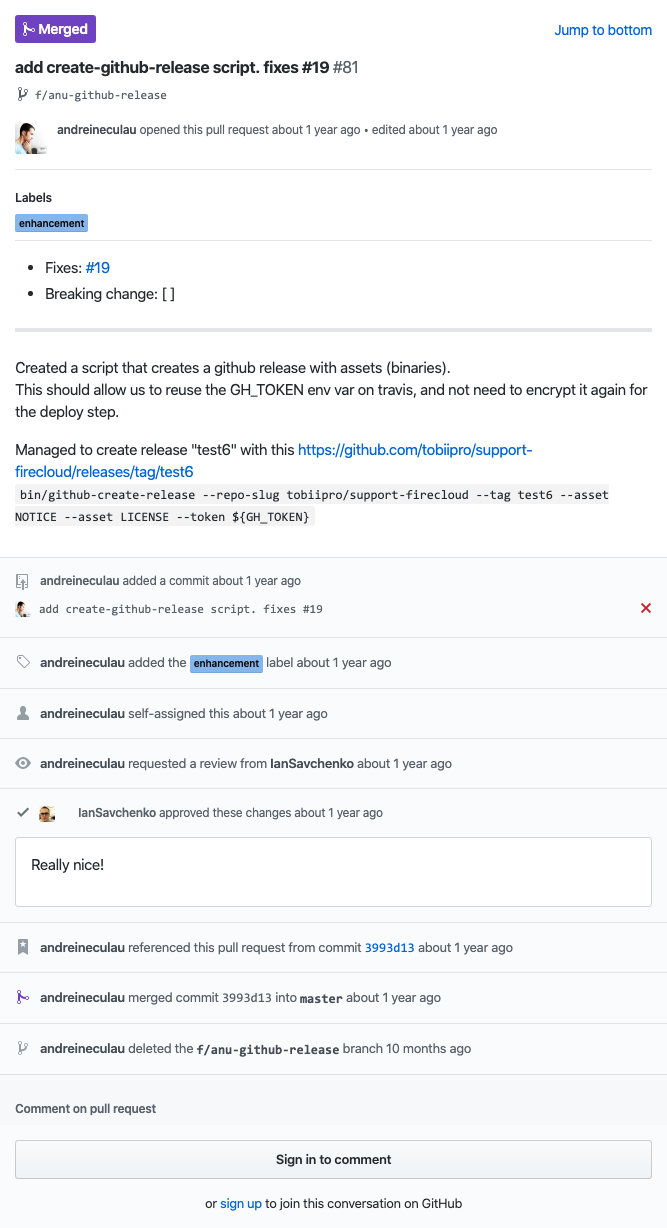 Merged
Jump to bottom
add create-github-release script. fixes #19 #81
f/anu-github-release
andreineculau opened this pull request about 1 year ago • edited about 1 year ago
Labels
enhancement
• Fixes: #19
• Breaking change: [ ]
Created a script that creates a github release with assets (binaries).
This should allow us to reuse the GH_TOKEN env var on travis, and not need to encrypt it again for
the deploy step.
Managed to create release "test6" with this https://github.com/tobiipro/support-
firecloud/releases/tag/test6
bin/github-create-release --repo-slug tobiipro/support-firecloud --tag test6 --asset
NOTICE --asset LICENSE --token ${GH_TOKEN}
andreineculau added a commit about 1 year ago
add create-github-release script. fixes #19
andreineculau added the enhancement label about 1 year ago
andreineculau self-assigned this about 1 year ago
andreineculau requested a review from IanSavchenko about 1 year ago
IanSavchenko approved these changes about 1 year ago
Really nice!
andreineculau referenced this pull request from commit 3993d13 about 1 year ago
andreineculau merged commit 3993d13 into master about 1 year ago
andreineculau deleted the f/anu-github-release branch 10 months ago
Comment on pull request
Sign in to comment
or sign up to join this conversation on GitHub